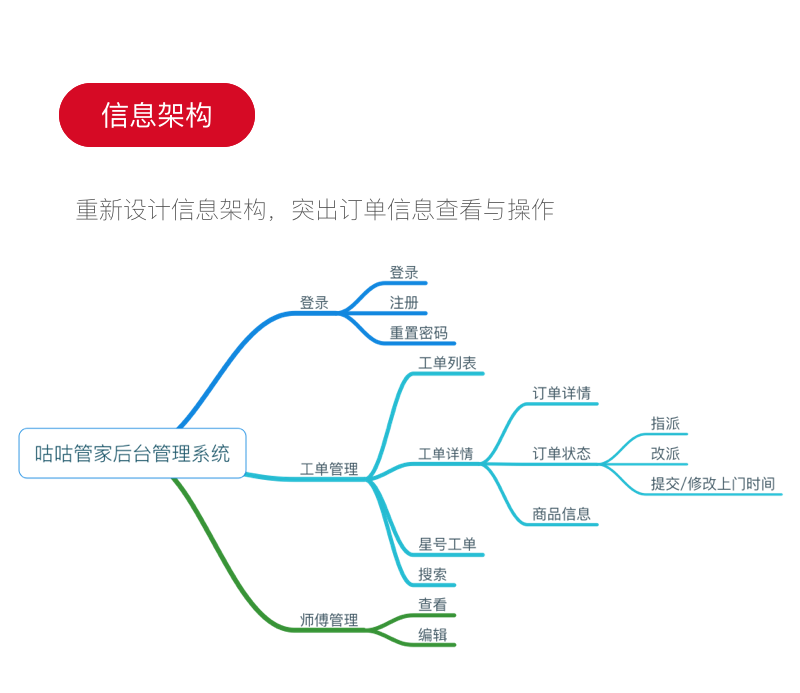 信息架构
重新设计信息架构，突出订单信息查看与操作
咕咕管家后台管理系统
登录
登录
注册
重置密码
工单管理
工单列表
工单详情
订单详情
订单状态
指派
改派
提交/修改上门时间
商品信息
星号工单
搜索
师傅管理
查看
编辑